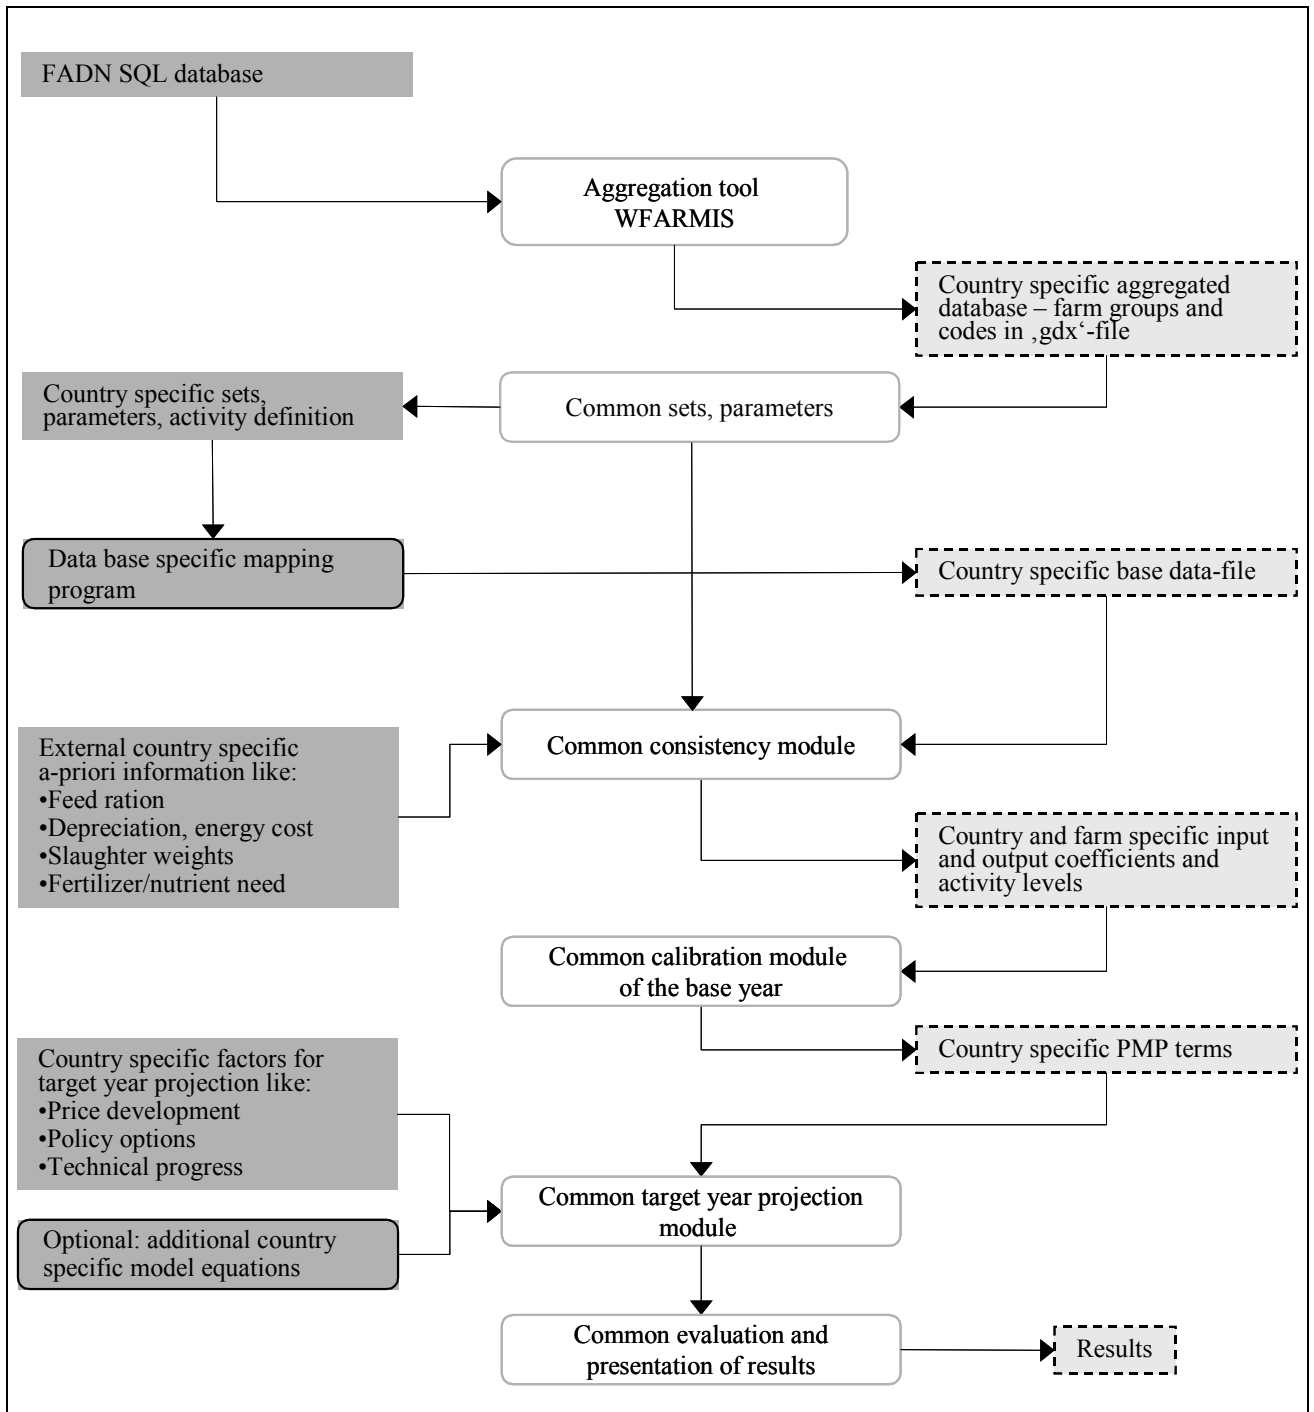 FADN SQL database
Aggregation tool
WFARMIS
Country specific aggregated
database – farm groups and
codes in ‚gdx‘-file
Country specific sets,
parameters, activity definition
Common sets, parameters
Data base specific mapping
program
Country specific base data-file
External country specific
a-priori information like:
•Feed ration
•Depreciation, energy cost
•Slaughter weights
•Fertilizer/nutrient need
Common consistency module
Country and farm specific input
and output coefficients and
activity levels
Common calibration module
of the base year
Country specific PMP terms
Country specific factors for
target year projection like:
•Price development
•Policy options
•Technical progress
Common target year projection
module
Optional: additional country
specific model equations
Common evaluation and
presentation of results
Results